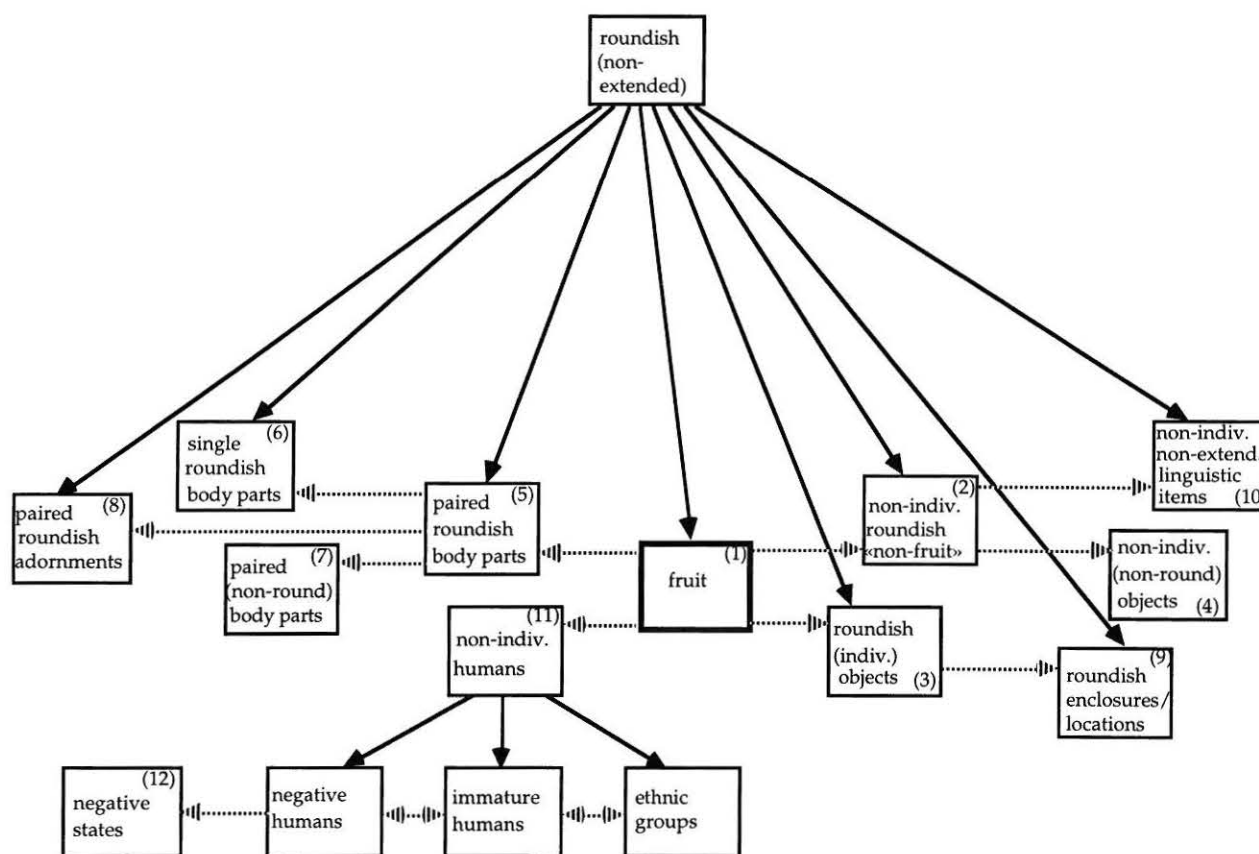 roundish
(non-
extended)
(6)
single
roundish
body parts
(8)
paired
roundish
adornments
(5)
paired
roundish
body parts
(7)
paired
(non-round)
body parts
(1)
fruit
(2)
non-indiv.
roundish
«non-fruit»
non-indiv.
non-extend.
linguistic
items (10)
non-indiv.
(non-round)
objects (4)
(11)
non-indiv.
humans
roundish
(indiv.)
objects (3)
(9)
roundish
enclosures/
locations
(12)
negative
states
negative
humans
immature
humans
ethnic
groups